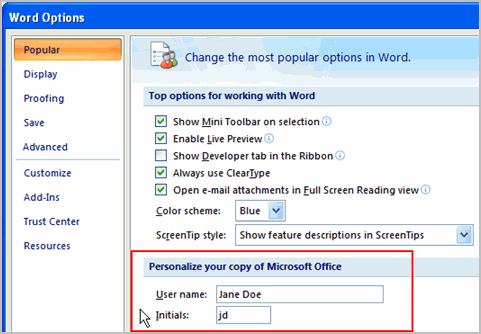 Word Options
Popular
Display
Proofing
Save
Advanced
Customize
Add-Ins
Trust Center
Resources
Change the most popular options in Word.
Top options for working with Word
Show Mini Toolbar on selection
Enable Live Preview
Show Developer tab in the Ribbon
Always use ClearType
Open e-mail attachments in Full Screen Reading view
Color scheme: Blue
ScreenTip style: Show feature descriptions in ScreenTips
Personalize your copy of Microsoft Office
User name: Jane Doe
Initials: jd